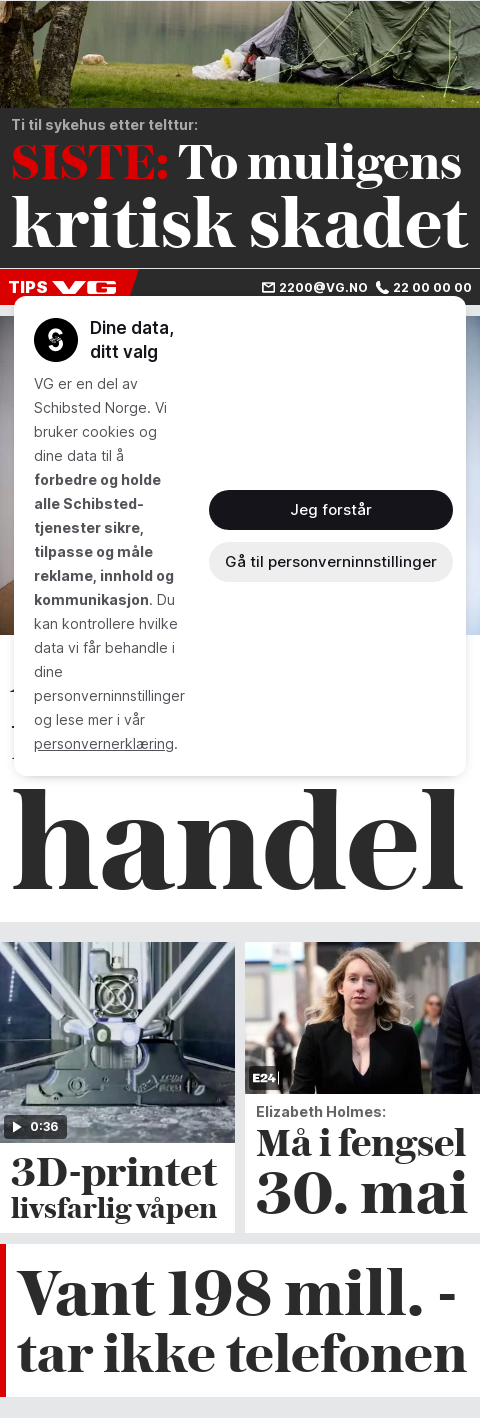 Ti til sykehus etter telttur:
SISTE: To muligens
kritisk skadet
TIPS VG
2200@VG.NO 22 00 00 00
Dine data,
ditt valg
VG er en del av
Schibsted Norge. Vi
bruker cookies og
dine data til å
forbedre og holde
alle Schibsted-
tjenester sikre,
tilpasse og måle
reklame, innhold og
kommunikasjon. Du
kan kontrollere hvilke
data vi får behandle i
dine
personverninnstillinger
og lese mer i vår
personvernerklæring.
Jeg forstår
Gå til personverninnstillinger
handel
0:36
3D-printet
livsfarlig våpen
E24
Elizabeth Holmes:
Må i fengsel
30. mai
Vant 198 mill. -
tar ikke telefonen